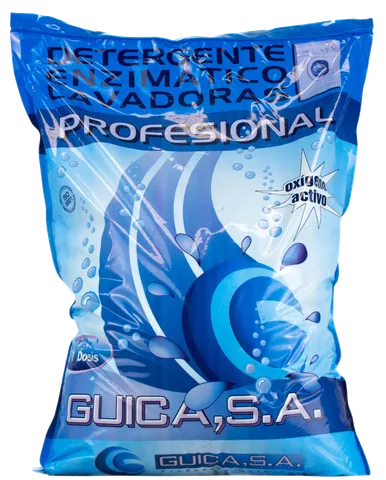 DETERGENTE
ENZIMÁTICO
LAVADORAS
PROFESIONAL
oxígeno
activo
Dosis
GUICA,S.A.
GUICA,S.A.